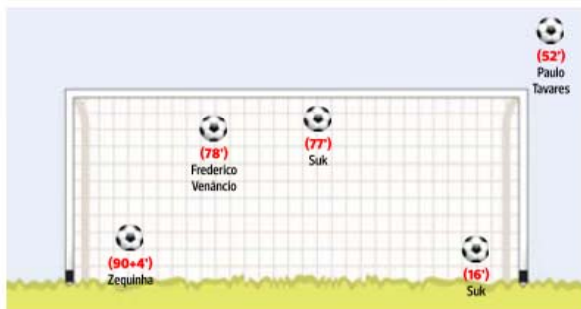 (52')
Paulo
Tavares
(78')
Frederico
Venâncio
(77')
Suk
(90+4')
Zequinha
(16')
Suk